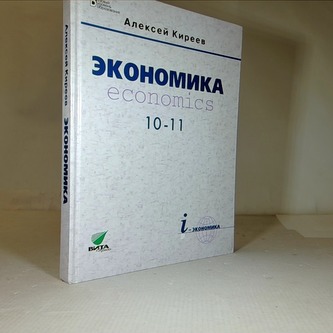 Алексей Киреев
ЭКОНОМИКА
economics
10-11
i-экономика
ВИТА
Алексей Киреев
ЭКОНОМИКА